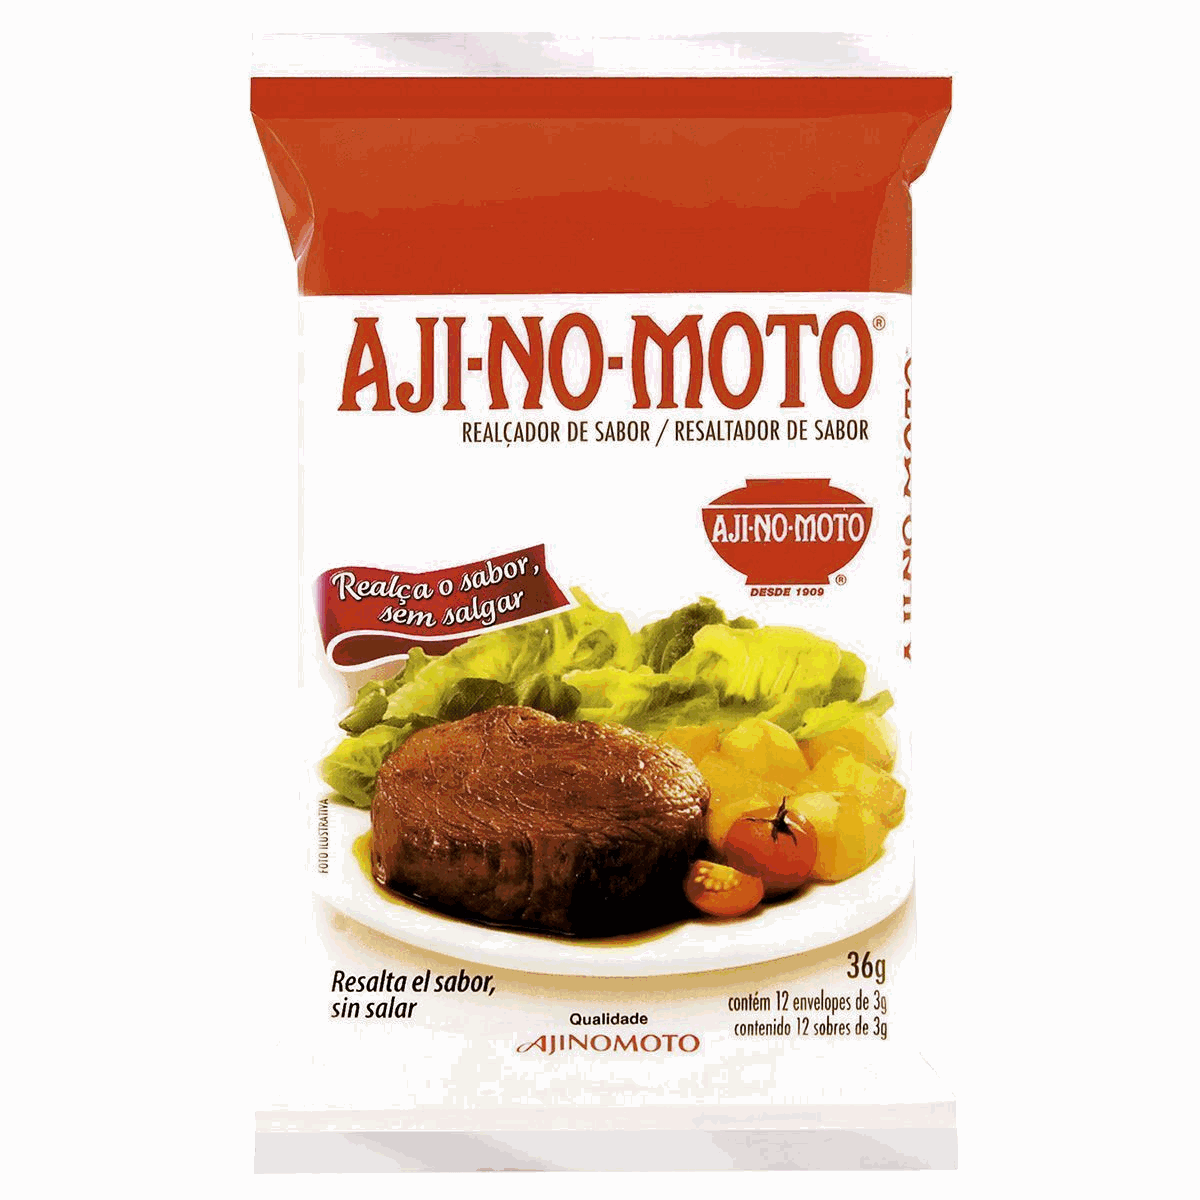 AJI-NO-MOTO®
REALÇADOR DE SABOR / RESALTADOR DE SABOR
AJI-NO-MOTO
®
DESDE 1909
Realça o sabor,
sem salgar
AJI-NO-MOTO
FOTO ILUSTRATIVA
Resalta el sabor,
sin salar
36g
contém 12 envelopes de 3g
contenido 12 sobres de 3g
Qualidade
AJINOMOTO